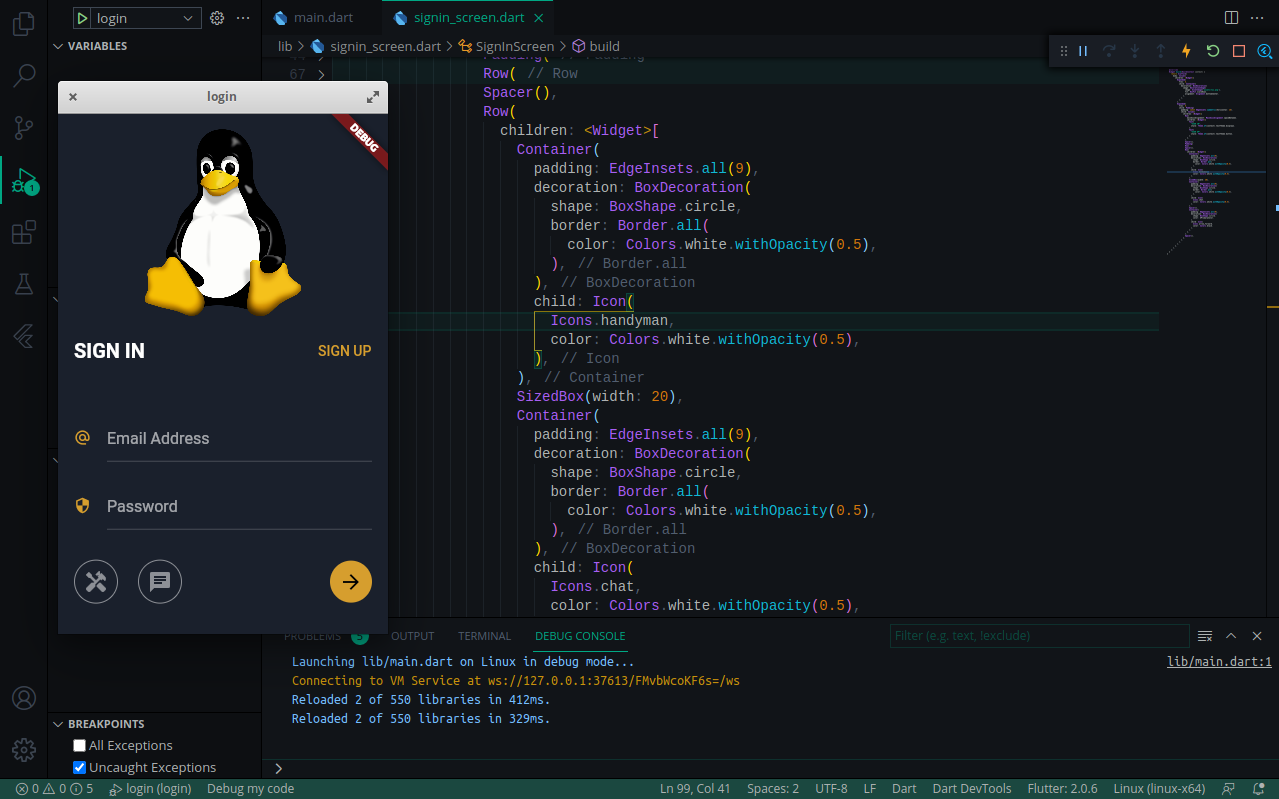 login
main.dart
signin_screen.dart
VARIABLES
lib
signin_screen.dart
SignInScreen
build
67
Row( // Row
Spacer(),
Row(
children: <Widget>[
Container(
padding: EdgeInsets.all(9),
decoration: BoxDecoration(
shape: BoxShape.circle,
border: Border.all(
color: Colors.white.withOpacity(0.5),
), // Border.all
), // BoxDecoration
child: Icon(
Icons.handyman,
color: Colors.white.withOpacity(0.5),
), // Icon
), // Container
SizedBox(width: 20),
Container(
padding: EdgeInsets.all(9),
decoration: BoxDecoration(
shape: BoxShape.circle,
border: Border.all(
color: Colors.white.withOpacity(0.5),
), // Border.all
), // BoxDecoration
child: Icon(
Icons.chat,
color: Colors.white.withOpacity(0.5),
login
DEBUG
SIGN IN
SIGN UP
Email Address
Password
1
PROBLEMS 5
OUTPUT
TERMINAL
DEBUG CONSOLE
Filter (e.g. text, !exclude)
Launching lib/main.dart on Linux in debug mode...
lib/main.dart:1
Connecting to VM Service at ws://127.0.0.1:37613/FMvbWcoKF6s=/ws
Reloaded 2 of 550 libraries in 412ms.
Reloaded 2 of 550 libraries in 329ms.
BREAKPOINTS
All Exceptions
Uncaught Exceptions
0 0 5
login (login)
Debug my code
Ln 99, Col 41
Spaces: 2
UTF-8
LF
Dart
Dart DevTools
Flutter: 2.0.6
Linux (linux-x64)